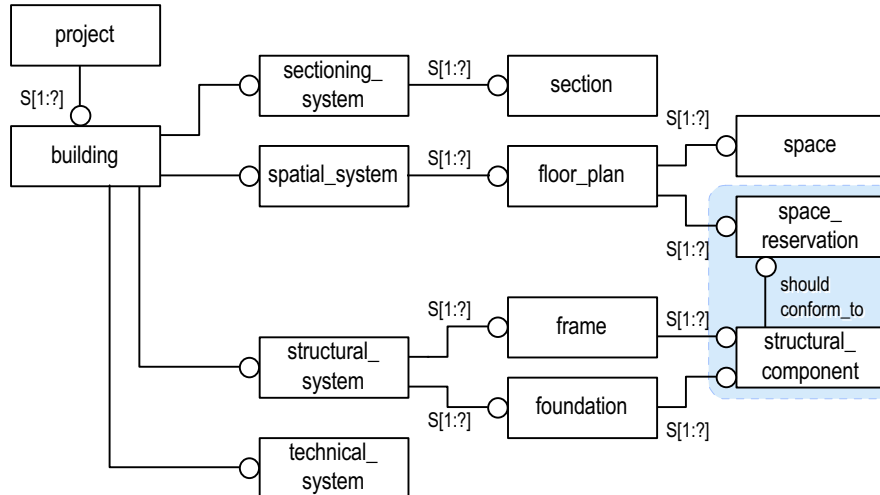 project
S[1:?]
building
sectioning_
system
S[1:?]
section
spatial_system
S[1:?]
floor_plan
S[1:?]
space
S[1:?]
space_
reservation
should
conform_to
structural_
system
S[1:?]
frame
S[1:?]
structural_
component
S[1:?]
foundation
S[1:?]
technical_
system